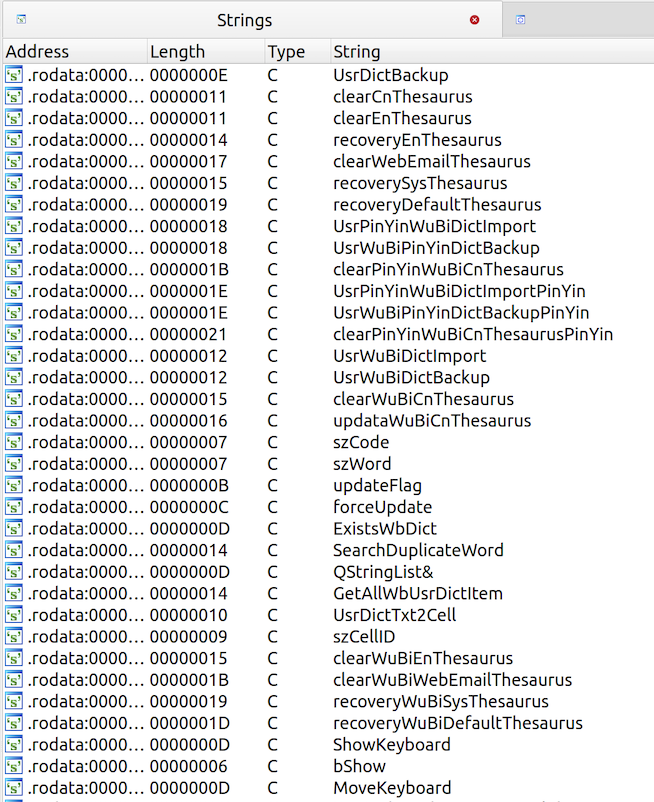 Strings
Address Length Type String
.rodata:0000... 0000000E C UsrDictBackup
.rodata:0000... 00000011 C clearCnThesaurus
.rodata:0000... 00000011 C clearEnThesaurus
.rodata:0000... 00000014 C recoveryEnThesaurus
.rodata:0000... 00000017 C clearWebEmailThesaurus
.rodata:0000... 00000015 C recoverySysThesaurus
.rodata:0000... 00000019 C recoveryDefaultThesaurus
.rodata:0000... 00000018 C UsrPinYinWuBiDictImport
.rodata:0000... 00000018 C UsrWuBiPinYinDictBackup
.rodata:0000... 0000001B C clearPinYinWuBiCnThesaurus
.rodata:0000... 0000001E C UsrPinYinWuBiDictImportPinYin
.rodata:0000... 0000001E C UsrWuBiPinYinDictBackupPinYin
.rodata:0000... 00000021 C clearPinYinWuBiCnThesaurusPinYin
.rodata:0000... 00000012 C UsrWuBiDictImport
.rodata:0000... 00000012 C UsrWuBiDictBackup
.rodata:0000... 00000015 C clearWuBiCnThesaurus
.rodata:0000... 00000016 C updataWuBiCnThesaurus
.rodata:0000... 00000007 C szCode
.rodata:0000... 00000007 C szWord
.rodata:0000... 0000000B C updateFlag
.rodata:0000... 0000000C C forceUpdate
.rodata:0000... 0000000D C ExistsWbDict
.rodata:0000... 00000014 C SearchDuplicateWord
.rodata:0000... 0000000D C QStringList&
.rodata:0000... 00000014 C GetAllWbUsrDictItem
.rodata:0000... 00000010 C UsrDictTxt2Cell
.rodata:0000... 00000009 C szCellID
.rodata:0000... 00000015 C clearWuBiEnThesaurus
.rodata:0000... 0000001B C clearWuBiWebEmailThesaurus
.rodata:0000... 00000019 C recoveryWuBiSysThesaurus
.rodata:0000... 0000001D C recoveryWuBiDefaultThesaurus
.rodata:0000... 0000000D C ShowKeyboard
.rodata:0000... 00000006 C bShow
.rodata:0000... 0000000D C MoveKeyboard